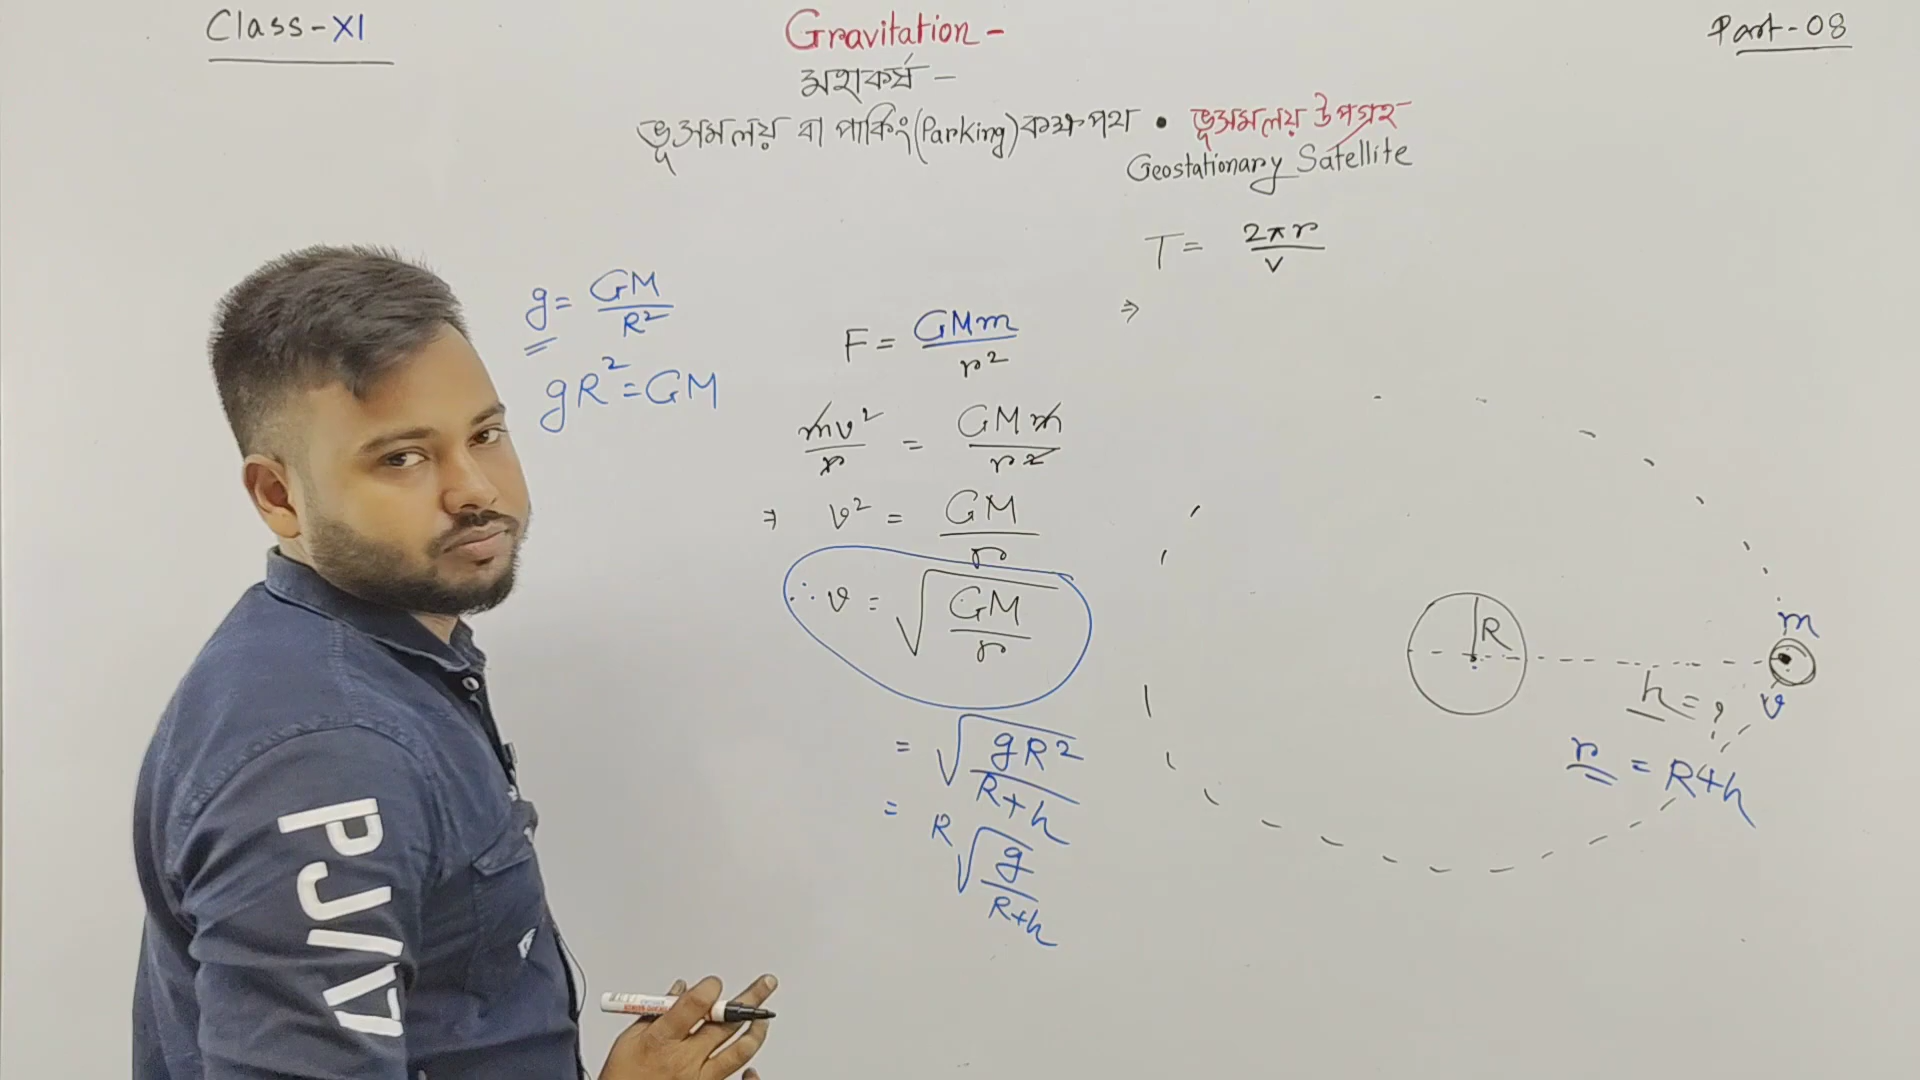 Class-XI
Gravitation -
Part-08
মহাকর্ষ -
ভূসমলয় বা পার্কিং(Parking)কক্ষপথ • ভূসমলয় উপগ্রহ
Geostationary Satellite
g = GM/R²
gR² = GM
F = GMm/r²
mv²/r = GMm/r²
⇒ v² = GM/r
∴ v = √(GM/r)
= √(gR²/(R+h))
= R√(g/(R+h))
T = 2πr/v
⇒
R
m
h = ?
v
r = R+h
PJ/V